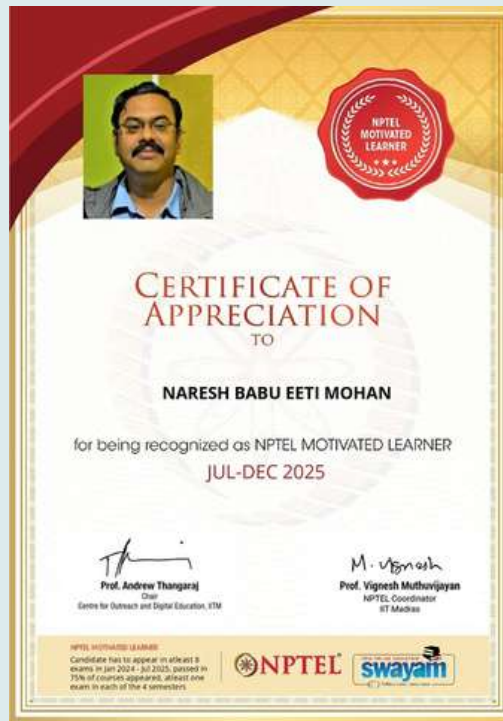 NPTEL
MOTIVATED
LEARNER
CERTIFICATE OF
APPRECIATION
TO
NARESH BABU EETI MOHAN
for being recognized as NPTEL MOTIVATED LEARNER
JUL-DEC 2025
M. Vignesh
Prof. Andrew Thangaraj
Chair
Centre for Outreach and Digital Education, IITM
Prof. Vignesh Muthuvijayan
NPTEL Coordinator
IIT Madras
NPTEL MOTIVATED LEARNER
Candidate has to appear in atleast 8
exams in Jan 2024 - Jul 2025, passed in
75% of courses appeared, atleast one
exam in each of the 4 semesters
NPTEL
swayam